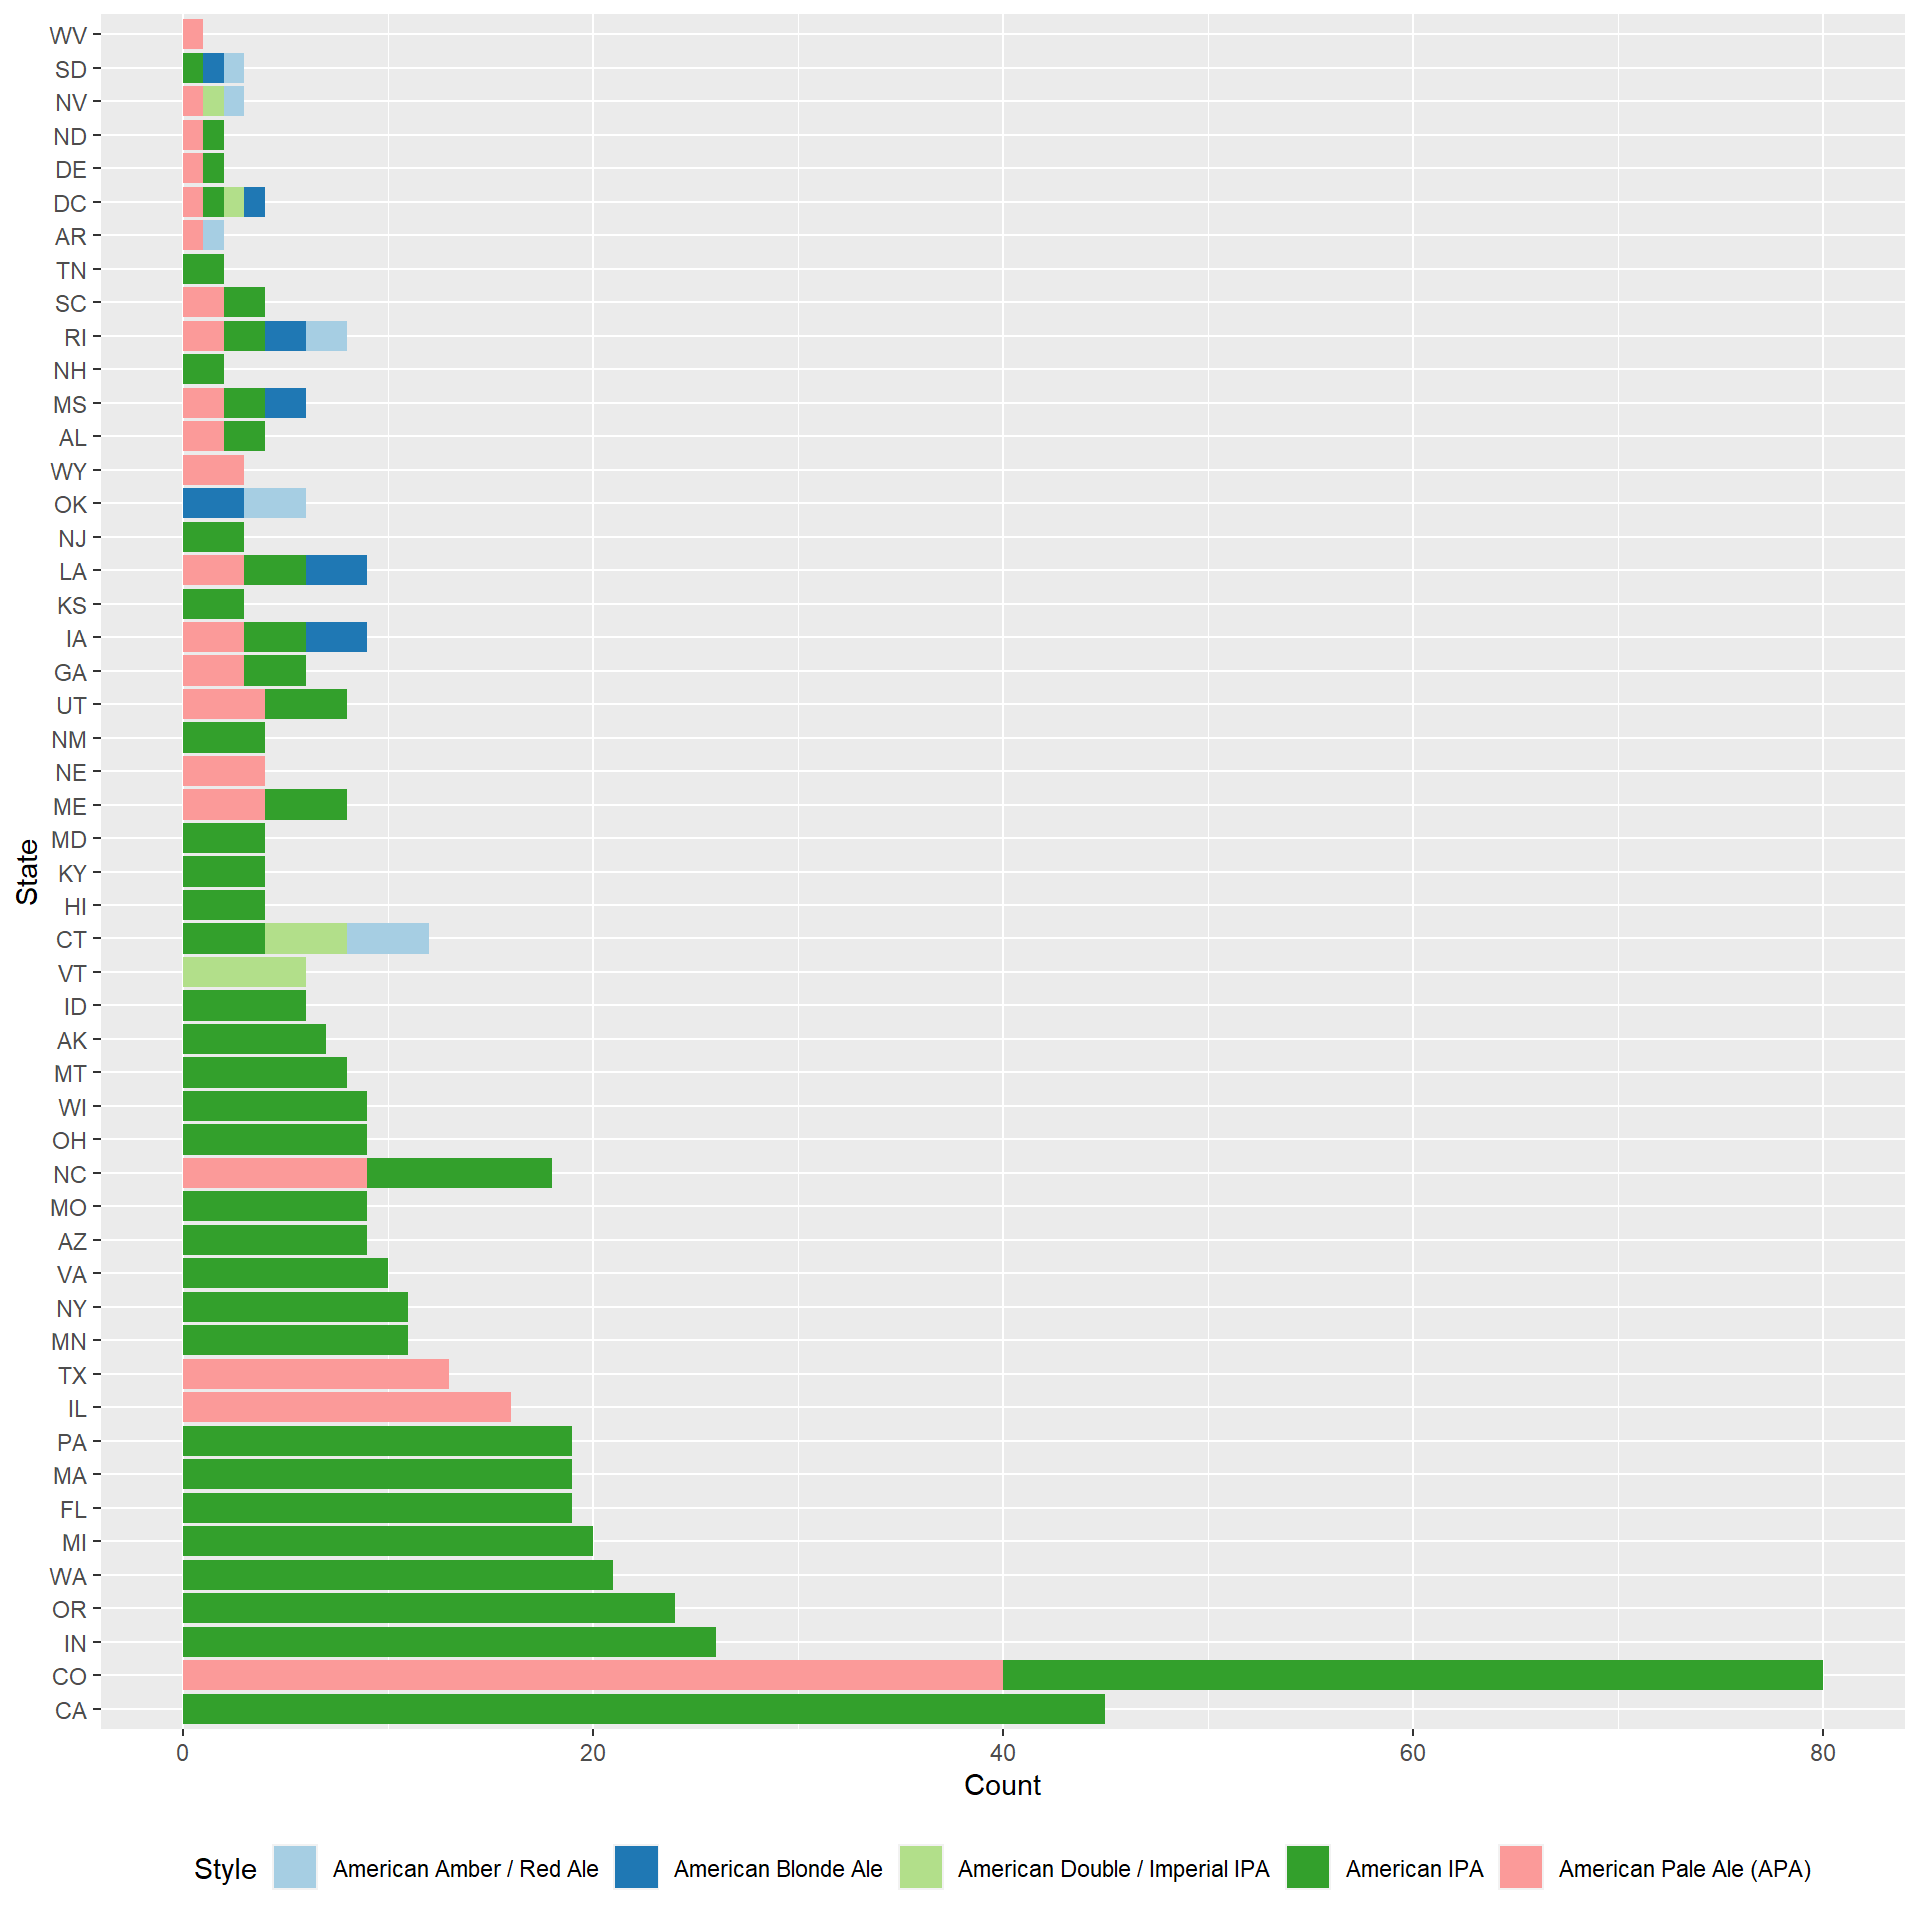 WV
SD
NV
ND
DE
DC
AR
TN
SC
RI
NH
MS
AL
WY
OK
NJ
LA
KS
IA
GA
UT
NM
NE
ME
MD
KY
HI
CT
VT
ID
AK
MT
WI
OH
NC
MO
AZ
VA
NY
MN
TX
IL
PA
MA
FL
MI
WA
OR
IN
CO
CA
State
0 20 40 60 80
Count
Style American Amber / Red Ale American Blonde Ale American Double / Imperial IPA American IPA American Pale Ale (APA)